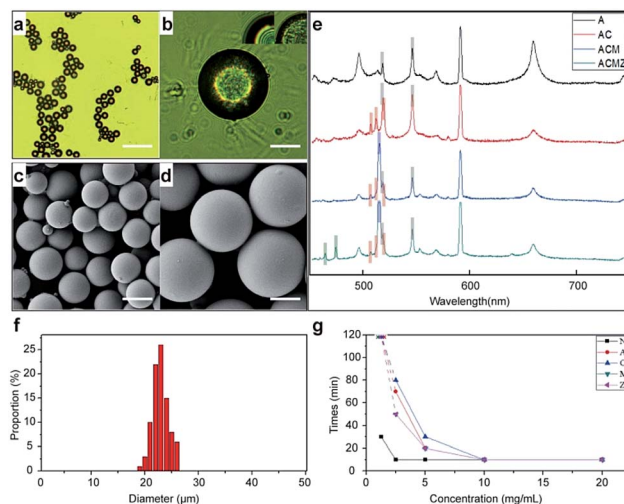 a
b
c
d
e
A
AC
ACM
ACMZ
500
600
700
Wavelength(nm)
f
25
20
15
10
5
0
Proportion (%)
0
10
20
30
40
50
Diameter (μm)
g
120
100
80
60
40
20
0
Times (min)
0
5
10
15
20
Concentration (mg/mL)
N
A
C
M
Z